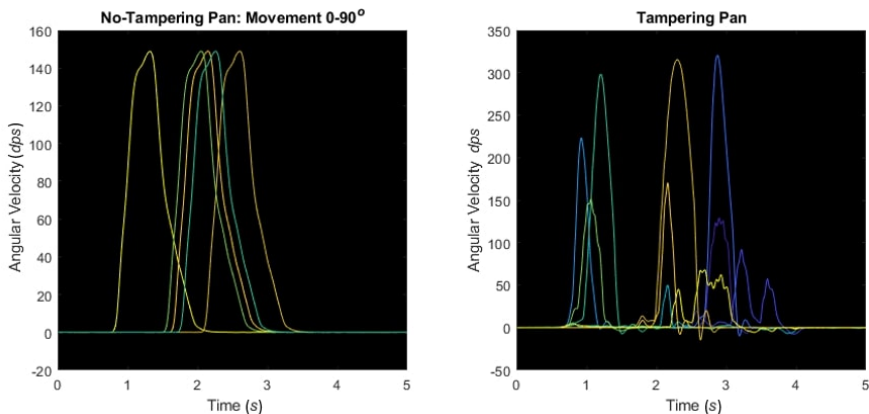 No-Tampering Pan: Movement 0-90°
160
140
120
100
80
60
40
20
0
-20
Angular Velocity (dps)
0 1 2 3 4 5
Time (s)
Tampering Pan
350
300
250
200
150
100
50
0
-50
Angular Velocity dps
0 1 2 3 4 5
Time (s)